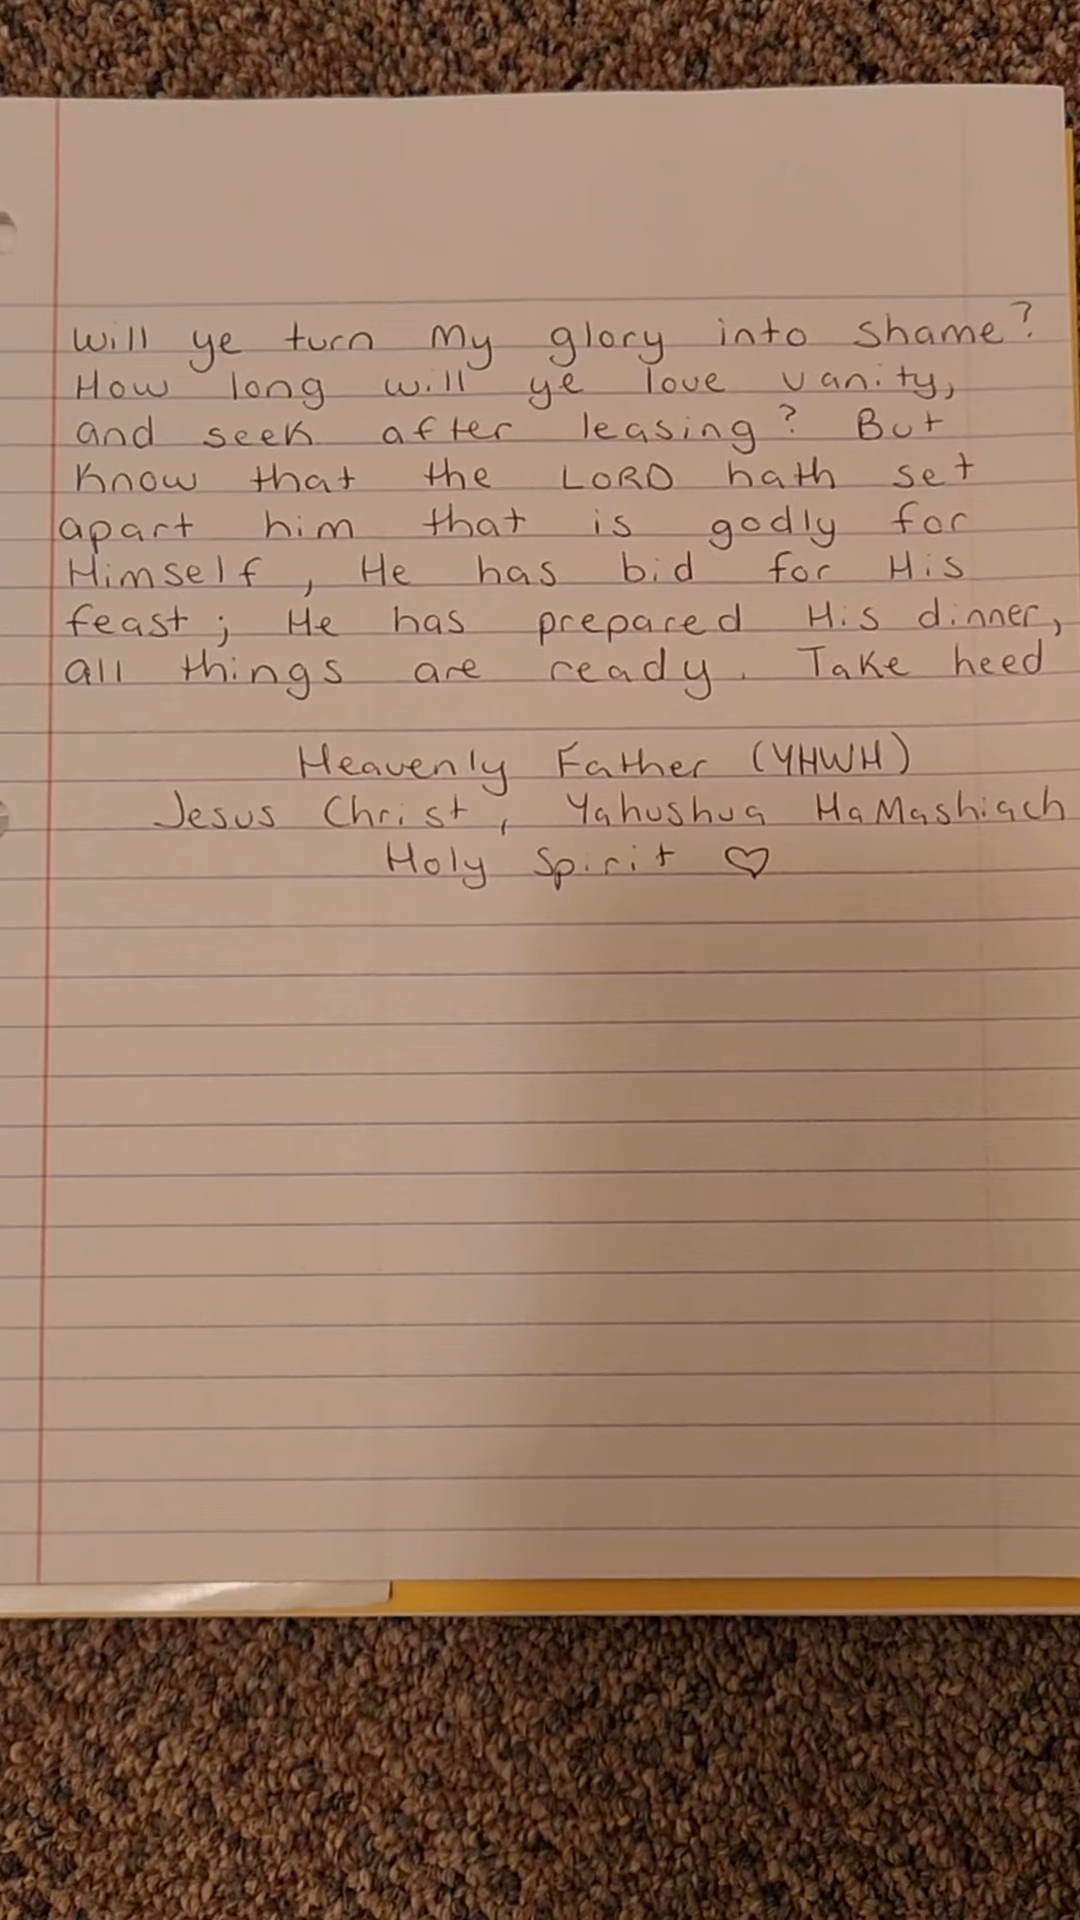 Will ye turn My glory into shame?
How long will ye love vanity,
and seek after leasing? But
Know that the LORD hath set
apart him that is godly for
Himself, He has bid for His
feast; He has prepared His dinner,
all things are ready. Take heed
Heavenly Father (YHWH)
Jesus Christ, Yahushua HaMashiach
Holy Spirit ♡